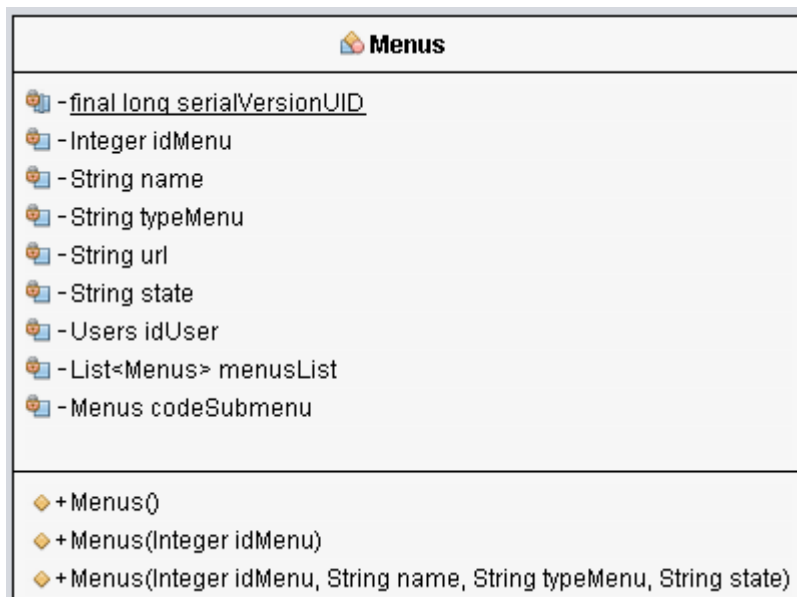 Menus
-final long serialVersionUID
-Integer idMenu
-String name
-String typeMenu
-String url
-String state
-Users idUser
-List<Menus> menusList
-Menus codeSubmenu
+Menus()
+Menus(Integer idMenu)
+Menus(Integer idMenu, String name, String typeMenu, String state)